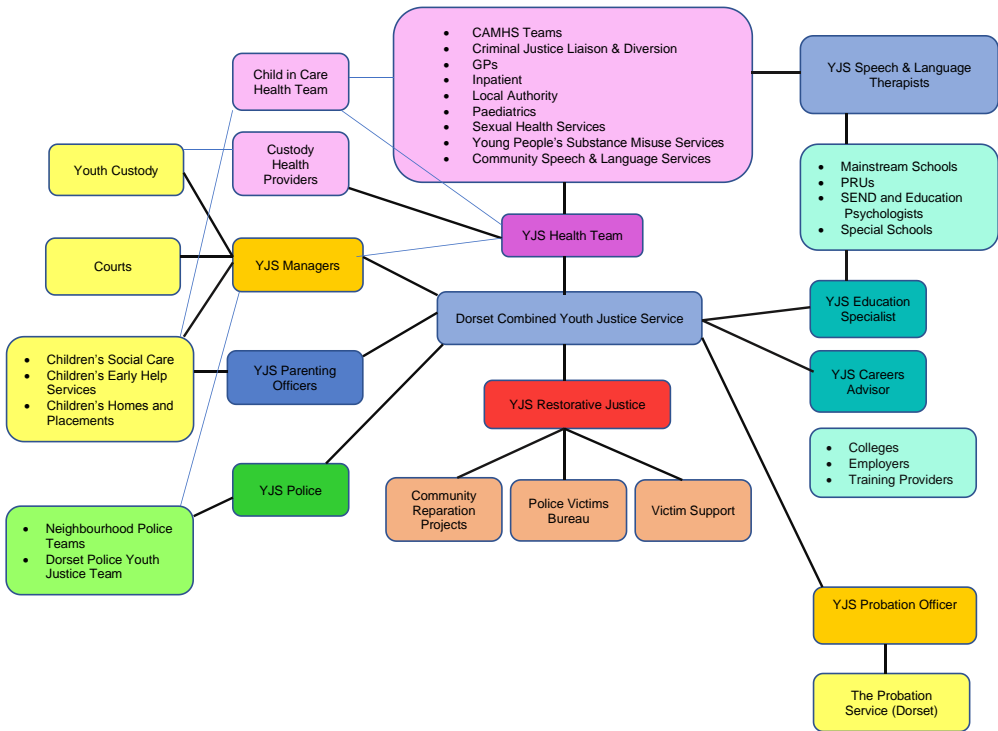 • CAMHS Teams
• Criminal Justice Liaison & Diversion
• GPs
• Inpatient
• Local Authority
• Paediatrics
• Sexual Health Services
• Young People’s Substance Misuse Services
• Community Speech & Language Services
YJS Speech & Language
Therapists
Child in Care
Health Team
Custody
Health
Providers
Youth Custody
• Mainstream Schools
• PRUs
• SEND and Education
Psychologists
• Special Schools
YJS Health Team
Courts
YJS Managers
Dorset Combined Youth Justice Service
YJS Education
Specialist
• Children’s Social Care
• Children’s Early Help
Services
• Children’s Homes and
Placements
YJS Parenting
Officers
YJS Restorative Justice
YJS Careers
Advisor
• Colleges
• Employers
• Training Providers
YJS Police
Community
Reparation
Projects
Police Victims
Bureau
Victim Support
• Neighbourhood Police
Teams
• Dorset Police Youth
Justice Team
YJS Probation Officer
The Probation
Service (Dorset)